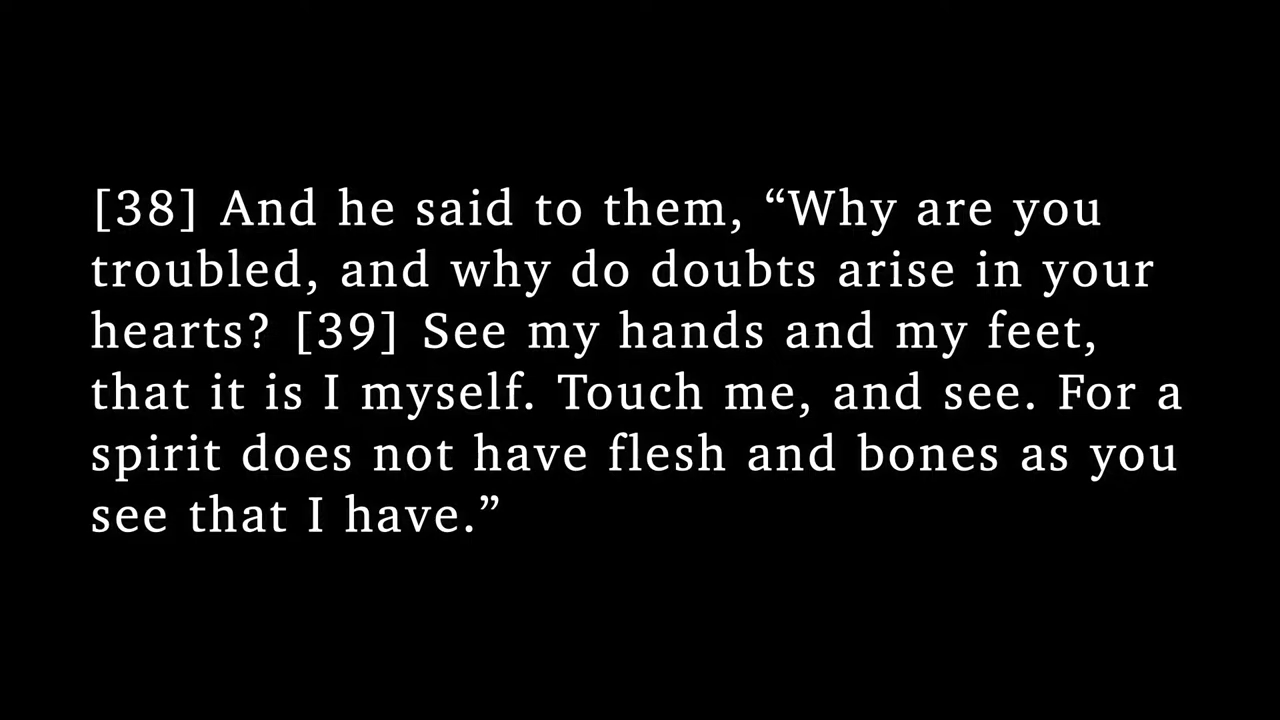 [38] And he said to them, “Why are you
troubled, and why do doubts arise in your
hearts? [39] See my hands and my feet,
that it is I myself. Touch me, and see. For a
spirit does not have flesh and bones as you
see that I have.”